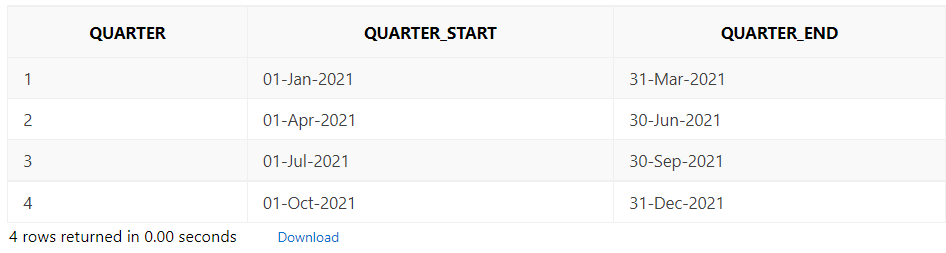 QUARTER QUARTER_START QUARTER_END
1 01-Jan-2021 31-Mar-2021
2 01-Apr-2021 30-Jun-2021
3 01-Jul-2021 30-Sep-2021
4 01-Oct-2021 31-Dec-2021
4 rows returned in 0.00 seconds Download